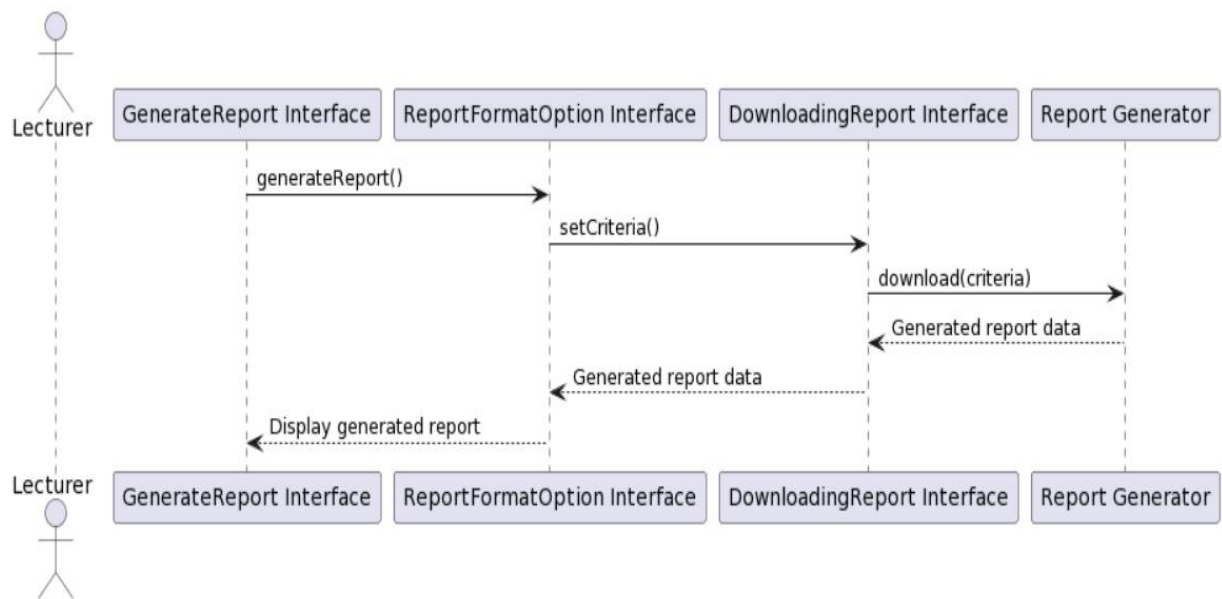 Lecturer
GenerateReport Interface
ReportFormatOption Interface
DownloadingReport Interface
Report Generator
generateReport()
setCriteria()
download(criteria)
Generated report data
Generated report data
Display generated report
Lecturer
GenerateReport Interface
ReportFormatOption Interface
DownloadingReport Interface
Report Generator